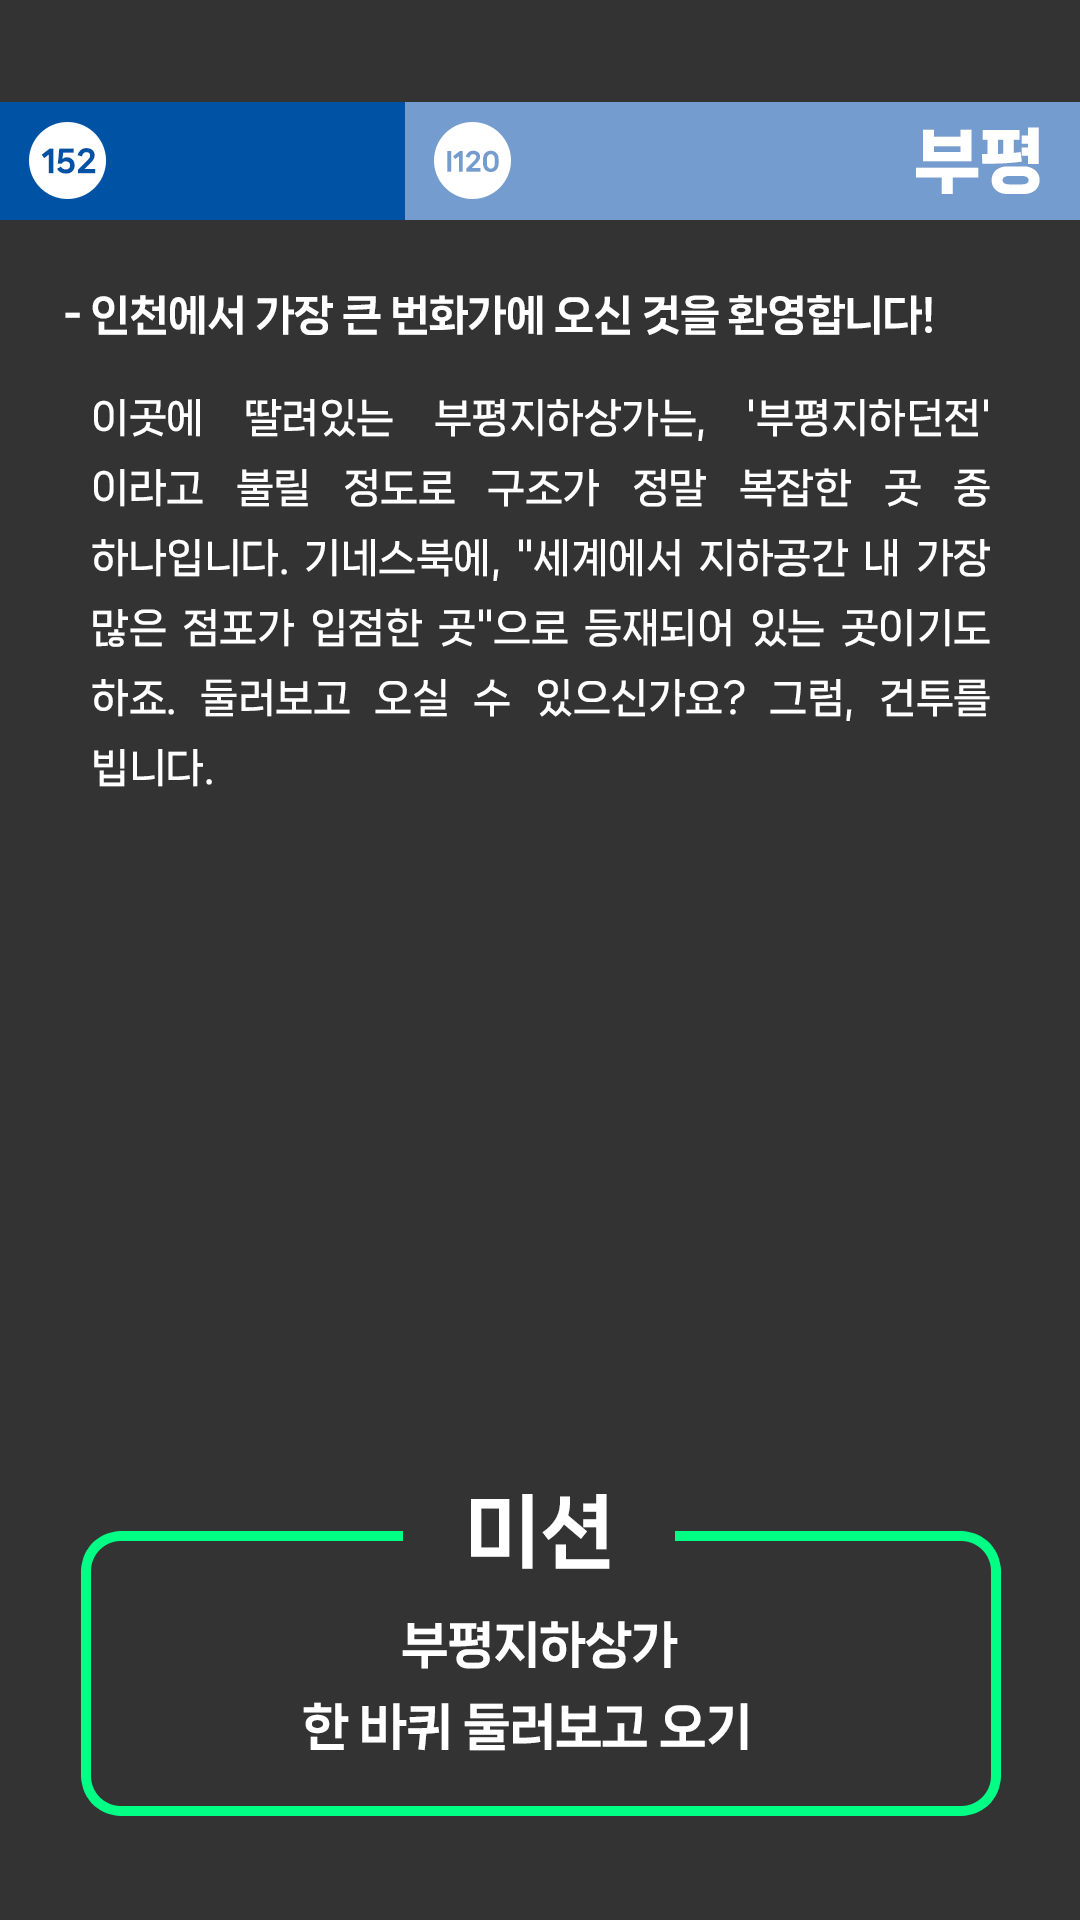 152
I120
부평
- 인천에서 가장 큰 번화가에 오신 것을 환영합니다!
이곳에 딸려있는 부평지하상가는, '부평지하던전'
이라고 불릴 정도로 구조가 정말 복잡한 곳 중
하나입니다. 기네스북에, "세계에서 지하공간 내 가장
많은 점포가 입점한 곳"으로 등재되어 있는 곳이기도
하죠. 둘러보고 오실 수 있으신가요? 그럼, 건투를
빕니다.
미션
부평지하상가
한 바퀴 둘러보고 오기